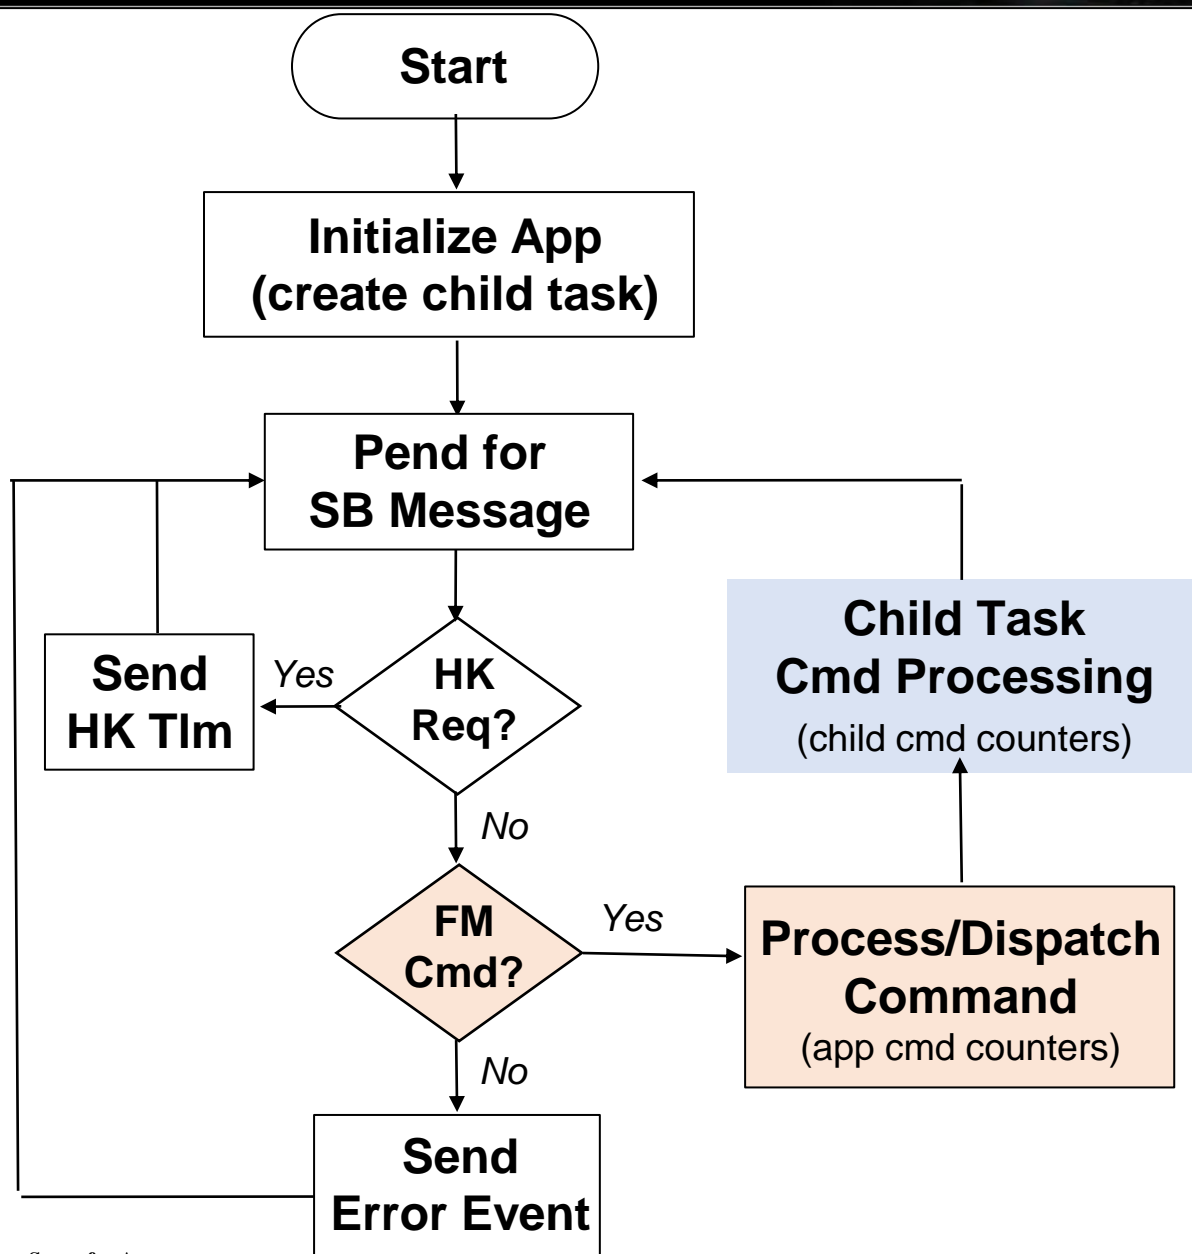 Start
Initialize App
(create child task)
Pend for
SB Message
Send
HK Tlm
Yes
HK
Req?
No
Child Task
Cmd Processing
(child cmd counters)
FM
Cmd?
Yes
Process/Dispatch
Command
(app cmd counters)
No
Send
Error Event